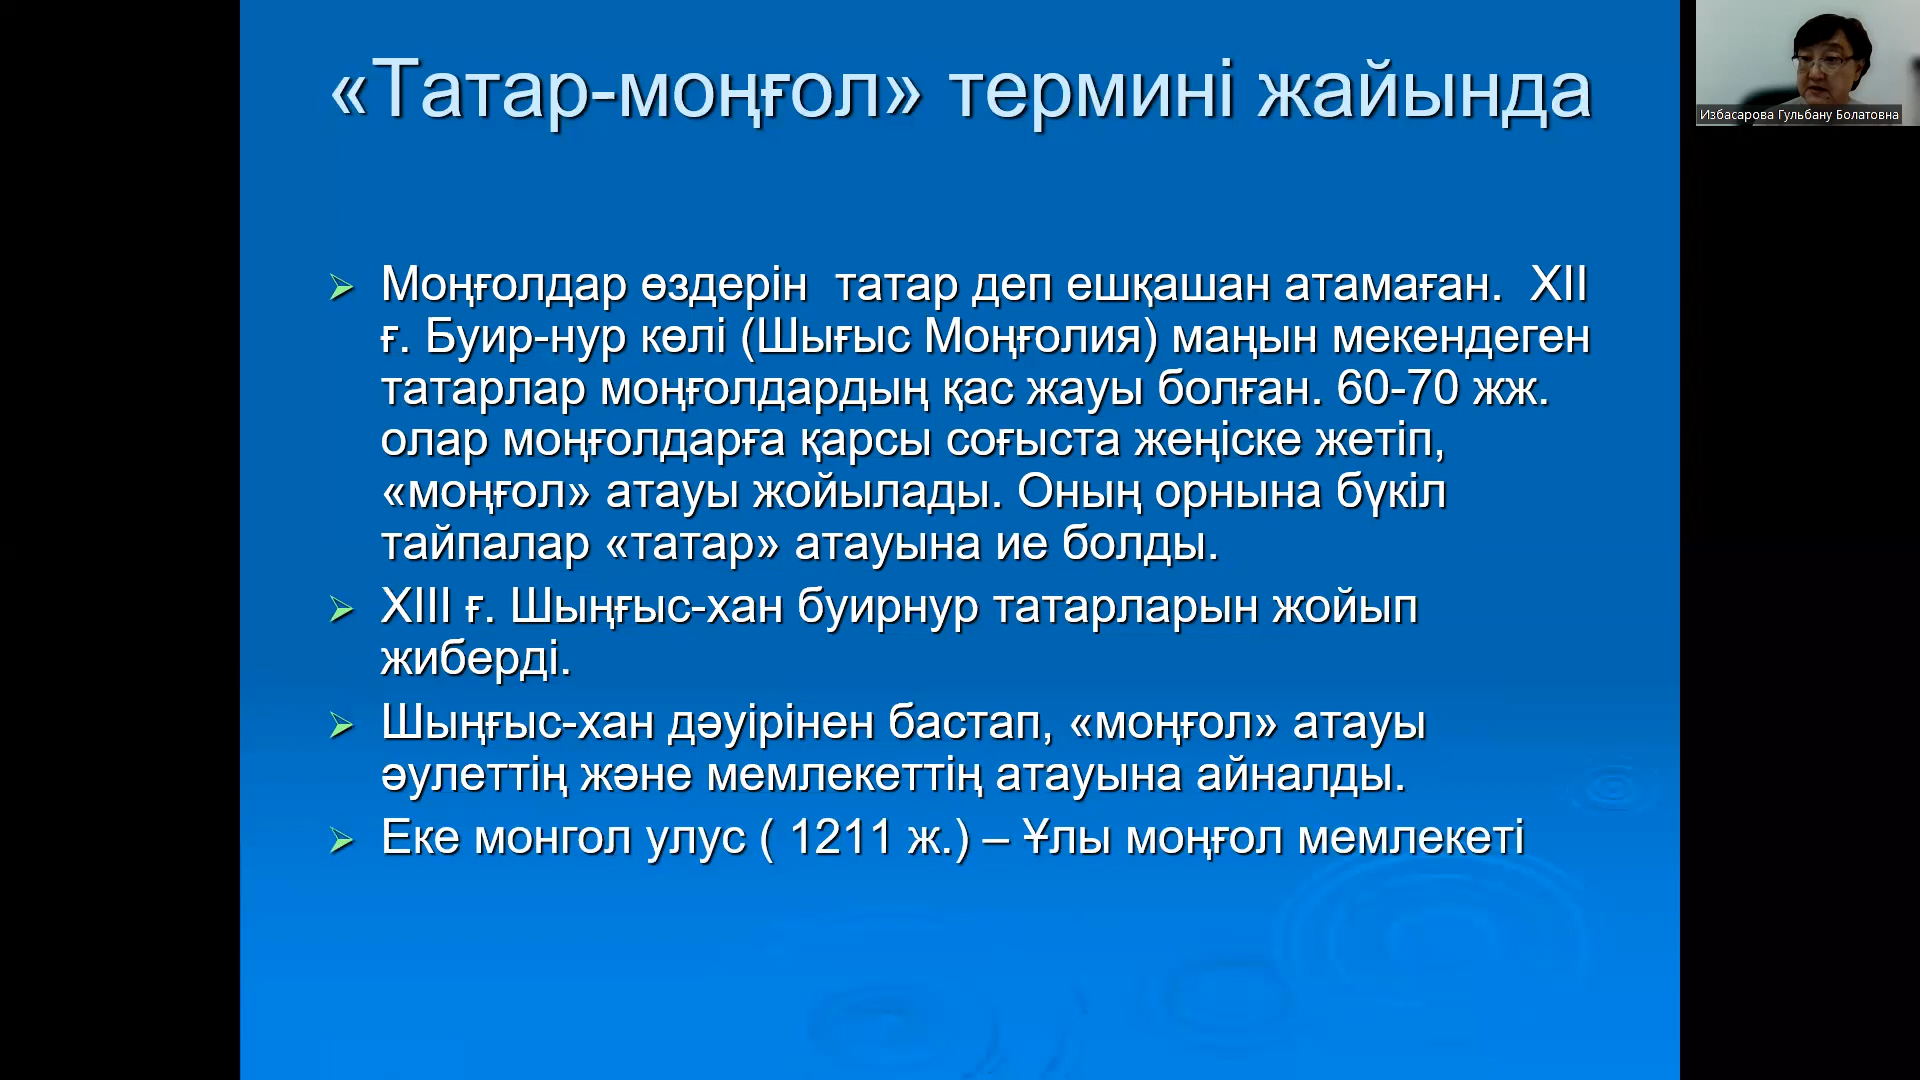 «Татар-моңғол» термині жайында
Избасарова Гульбану Болатовна
Моңғолдар өздерін татар деп ешқашан атамаған. XII
ғ. Буир-нур көлі (Шығыс Моңғолия) маңын мекендеген
татарлар моңғолдардың қас жауы болған. 60-70 жж.
олар моңғолдарға қарсы соғыста жеңіске жетіп,
«моңғол» атауы жойылады. Оның орнына бүкіл
тайпалар «татар» атауына ие болды.
XIII ғ. Шыңғыс-хан буирнур татарларын жойып
жиберді.
Шыңғыс-хан дәуірінен бастап, «моңғол» атауы
әулеттің және мемлекеттің атауына айналды.
Еке монгол улус ( 1211 ж.) – Ұлы моңғол мемлекеті